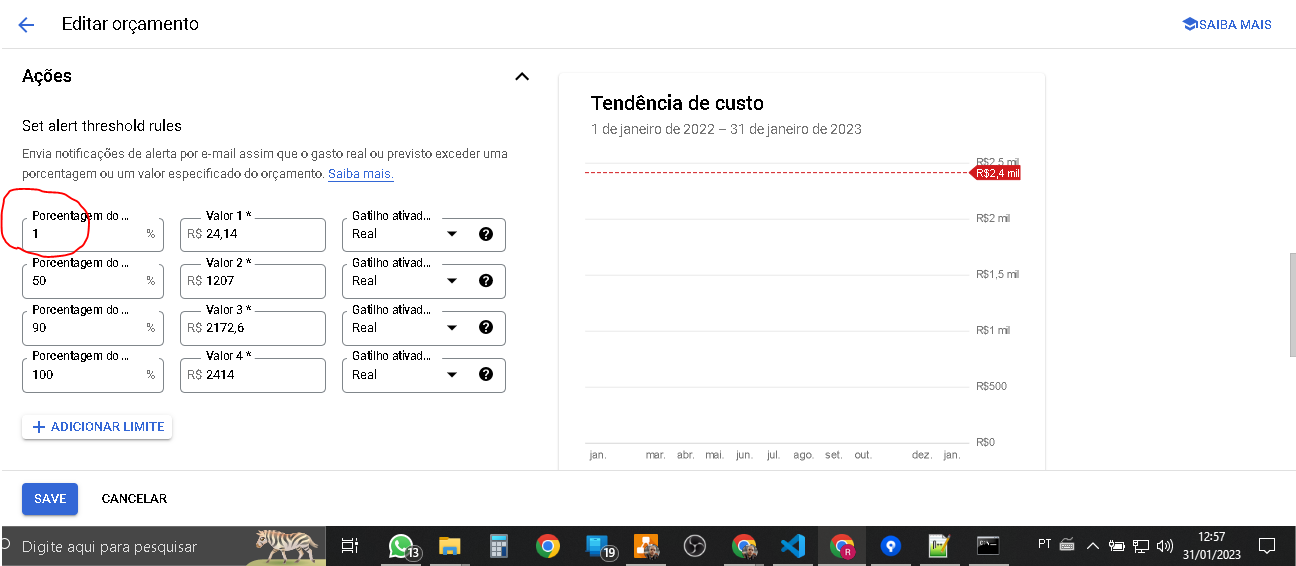 Editar orçamento
SAIBA MAIS
Ações
Set alert threshold rules
Envia notificações de alerta por e-mail assim que o gasto real ou previsto exceder uma
porcentagem ou um valor especificado do orçamento. Saiba mais.
Porcentagem do ... Valor 1 * Gatilho ativad...
1 % R$ 24,14 Real
Porcentagem do ... Valor 2 * Gatilho ativad...
50 % R$ 1207 Real
Porcentagem do ... Valor 3 * Gatilho ativad...
90 % R$ 2172,6 Real
Porcentagem do ... Valor 4 * Gatilho ativad...
100 % R$ 2414 Real
+ ADICIONAR LIMITE
Tendência de custo
1 de janeiro de 2022 – 31 de janeiro de 2023
R$2,5 mil
R$2,4 mil
R$2 mil
R$1,5 mil
R$1 mil
R$500
R$0
jan. mar. abr. mai. jun. jul. ago. set. out. dez. jan.
SAVE CANCELAR
Digite aqui para pesquisar
13
19
R
PT
12:57
31/01/2023